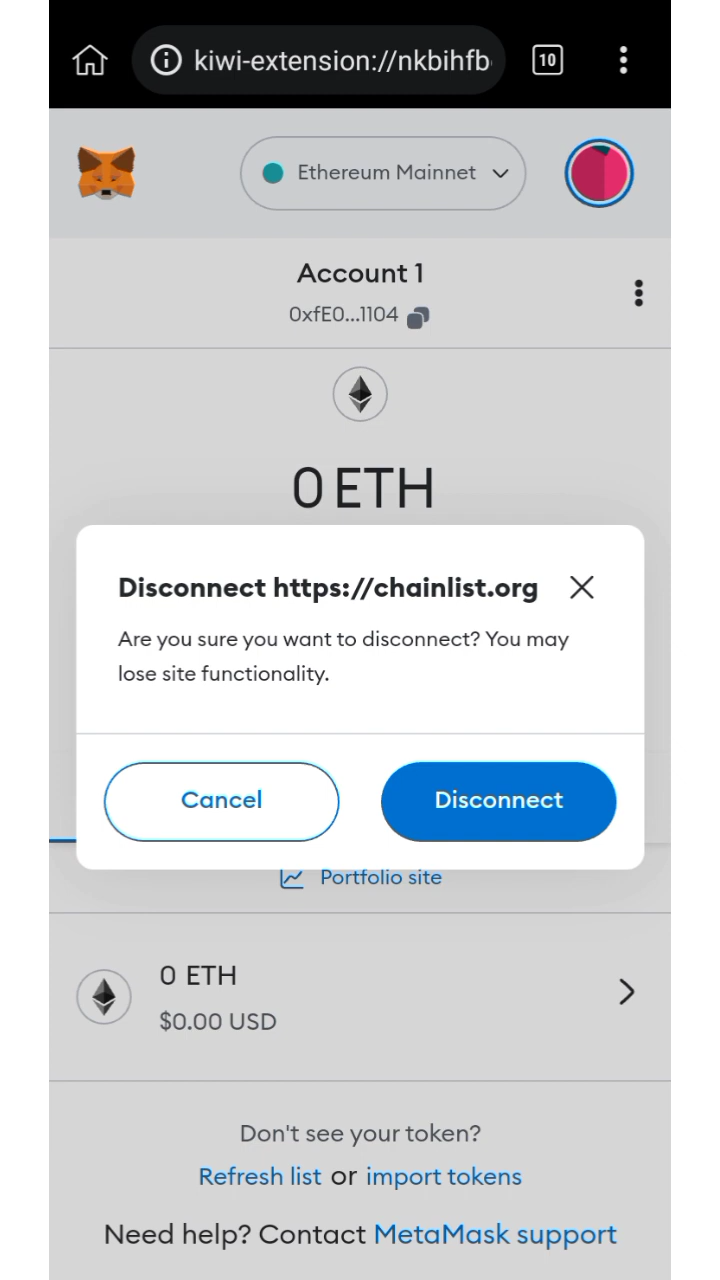 kiwi-extension://nkbihfb
10
Ethereum Mainnet
Account 1
0xfE0...1104
0 ETH
Disconnect https://chainlist.org
Are you sure you want to disconnect? You may
lose site functionality.
Cancel
Disconnect
Portfolio site
0 ETH
$0.00 USD
Don't see your token?
Refresh list or import tokens
Need help? Contact MetaMask support